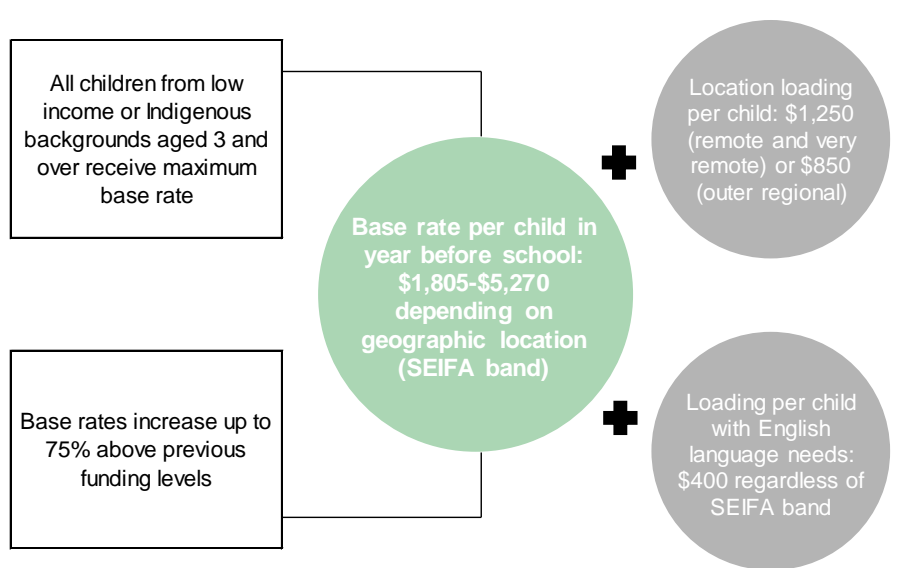 All children from low
income or Indigenous
backgrounds aged 3 and
over receive maximum
base rate
Base rates increase up to
75% above previous
funding levels
Base rate per child in
year before school:
$1,805-$5,270
depending on
geographic location
(SEIFA band)
Location loading
per child: $1,250
(remote and very
remote) or $850
(outer regional)
Loading per child
with English
language needs:
$400 regardless of
SEIFA band